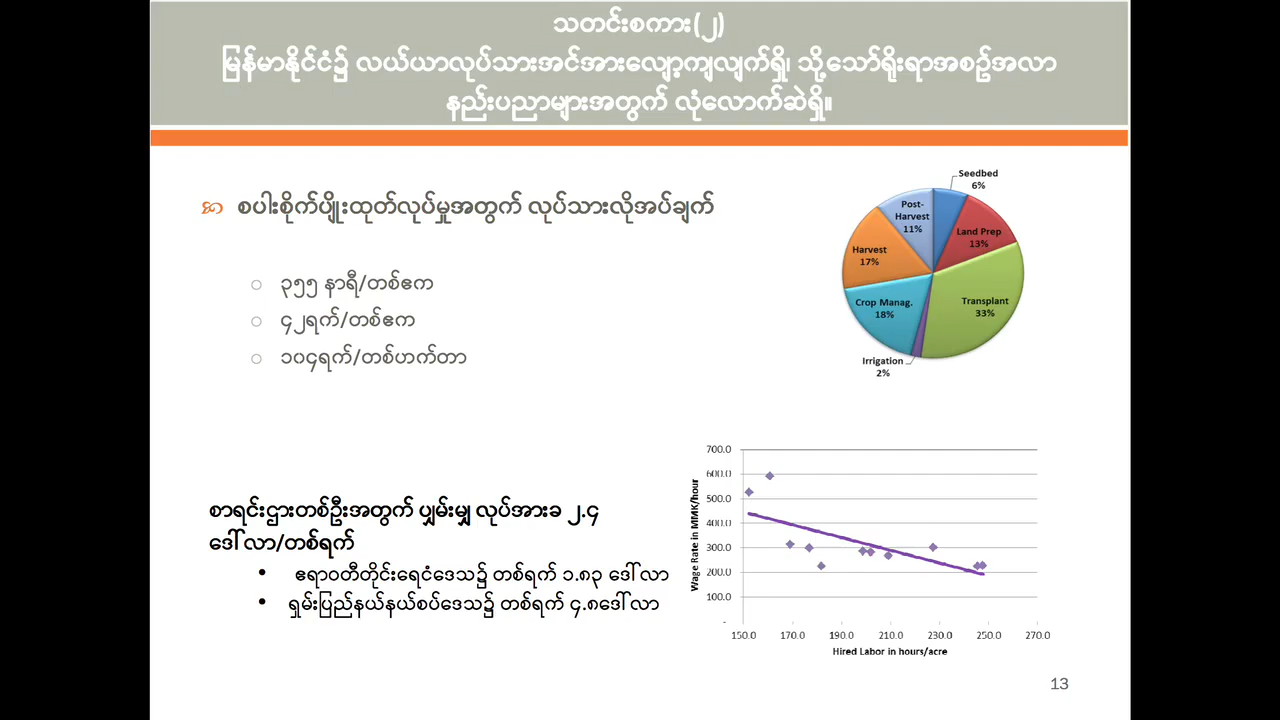 သတင်းစကား(၂)
မြန်မာနိုင်ငံ၌ လယ်ယာလုပ်သားအင်အားလျော့ကျလျက်ရှိ၊ သို့သော်ရိုးရာအစဥ်အလာ
နည်းပညာများအတွက် လုံလောက်ဆဲရှိ။
စပါးစိုက်ပျိုးထုတ်လုပ်မှုအတွက် လုပ်သားလိုအပ်ချက်
၃၅၅ နာရီ/တစ်ဧက
၄၂ရက်/တစ်ဧက
၁၀၄ရက်/တစ်ဟက်တာ
Seedbed
6%
Land Prep
13%
Transplant
33%
Irrigation
2%
Crop Manag.
18%
Harvest
17%
Post-
Harvest
11%
စာရင်းဌားတစ်ဦးအတွက် ပျှမ်းမျှ လုပ်အားခ ၂.၄
ဒေါ်လာ/တစ်ရက်
• ဧရာဝတီတိုင်းရေငံဒေသ၌ တစ်ရက် ၁.၈၃ ဒေါ်လာ
• ရှမ်းပြည်နယ်နယ်စပ်ဒေသ၌ တစ်ရက် ၄.၈ဒေါ်လာ
Wage Rate in MMK/hour
700.0
600.0
500.0
400.0
300.0
200.0
100.0
-
150.0 170.0 190.0 210.0 230.0 250.0 270.0
Hired Labor in hours/acre
13